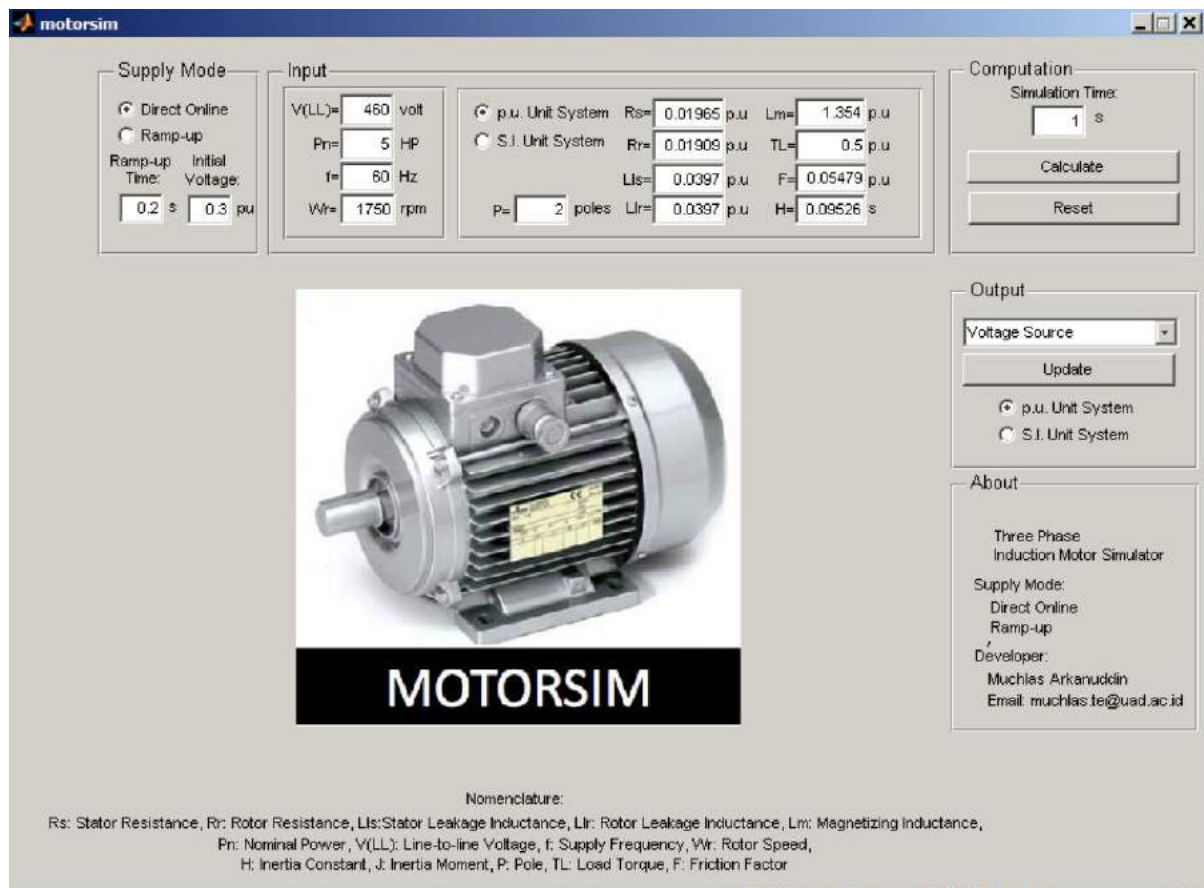 motorsim
Supply Mode
Direct Online
Ramp-up
Ramp-up Time: Initial Voltage:
0.2 s 0.3 pu
Input
V(LL)= 460 volt
Pn= 5 HP
f= 60 Hz
Wr= 1750 rpm
p.u. Unit System
S.I. Unit System
P= 2 poles
Rs= 0.01965 p.u
Rr= 0.01909 p.u
Lls= 0.0397 p.u
Llr= 0.0397 p.u
Lm= 1.354 p.u
TL= 0.5 p.u
F= 0.05479 p.u
H= 0.09526 s
Computation
Simulation Time:
1 s
Calculate
Reset
Output
Voltage Source
Update
p.u. Unit System
S.I. Unit System
MOTORSIM
About
Three Phase
Induction Motor Simulator
Supply Mode:
Direct Online
Ramp-up
Developer:
Muchlas Arkanuddin
Email: muchlas.te@uad.ac.id
Nomenclature:
Rs: Stator Resistance, Rr: Rotor Resistance, Lls:Stator Leakage Inductance, Llr: Rotor Leakage Inductance, Lm: Magnetizing Inductance,
Pn: Nominal Power, V(LL): Line-to-line Voltage, f: Supply Frequency, Wr: Rotor Speed,
H: Inertia Constant, J: Inertia Moment, P: Pole, TL: Load Torque, F: Friction Factor